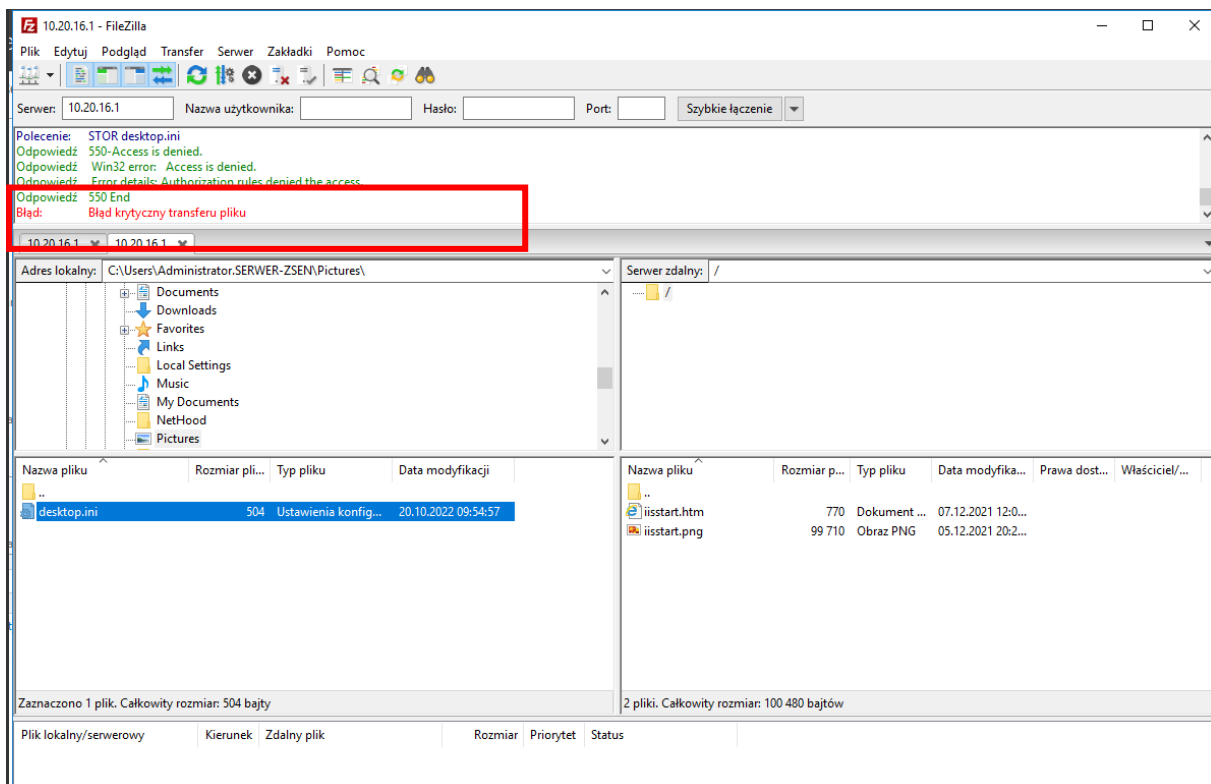 10.20.16.1 - FileZilla
Plik Edytuj Podgląd Transfer Serwer Zakładki Pomoc
Serwer: 10.20.16.1 Nazwa użytkownika: Hasło: Port: Szybkie łączenie
Polecenie: STOR desktop.ini
Odpowiedź 550-Access is denied.
Odpowiedź Win32 error: Access is denied.
Odpowiedź Error details: Authorization rules denied the access.
Odpowiedź 550 End
Błąd: Błąd krytyczny transferu pliku
10.20.16.1 10.20.16.1
Adres lokalny: C:\Users\Administrator.SERWER-ZSEN\Pictures\
Documents
Downloads
Favorites
Links
Local Settings
Music
My Documents
NetHood
Pictures
Serwer zdalny: /
/
Nazwa pliku Rozmiar pli... Typ pliku Data modyfikacji
..
desktop.ini 504 Ustawienia konfig... 20.10.2022 09:54:57
Zaznaczono 1 plik. Całkowity rozmiar: 504 bajty
Nazwa pliku Rozmiar p... Typ pliku Data modyfika... Prawa dost... Właściciel/...
..
iisstart.htm 770 Dokument ... 07.12.2021 12:0...
iisstart.png 99 710 Obraz PNG 05.12.2021 20:2...
2 pliki. Całkowity rozmiar: 100 480 bajtów
Plik lokalny/serwerowy Kierunek Zdalny plik Rozmiar Priorytet Status